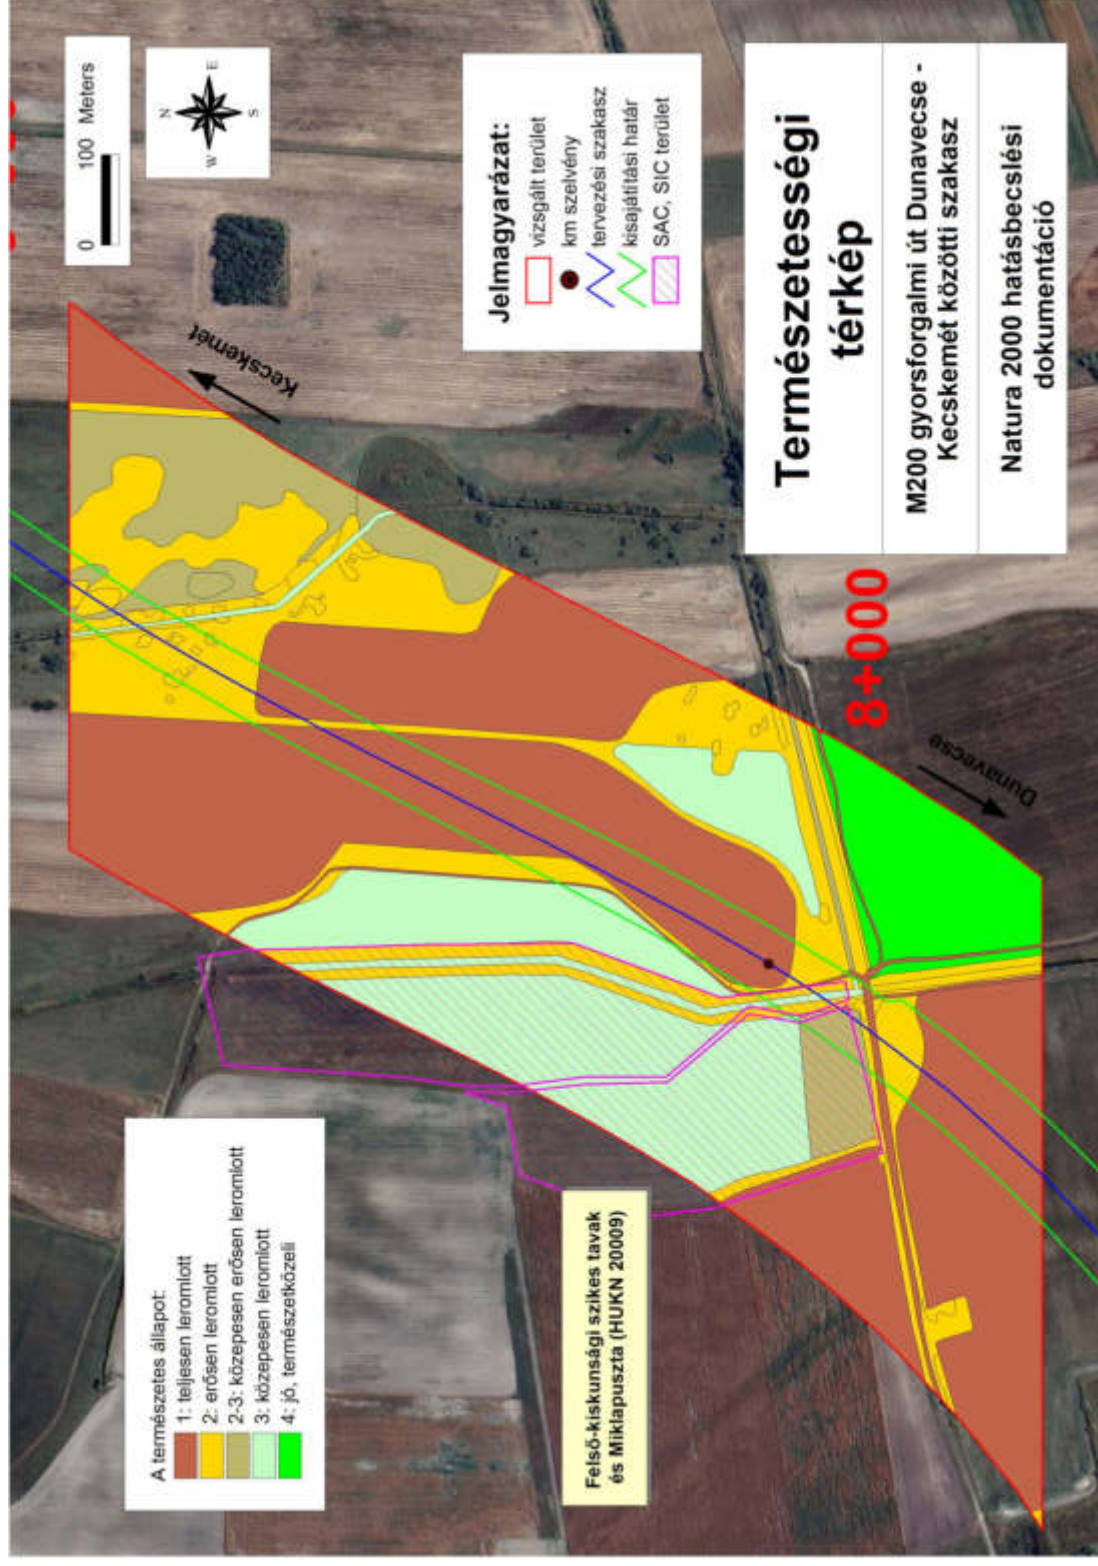 A természetes állapot:
1: teljesen leromlott
2: erősen leromlott
2-3: közepesen erősen leromlott
3: közepesen leromlott
4: jó, természetközeli
Felső-kiskunsági szikes tavak
és Miklapuszta (HUKN 20009)
Kecskemét
Dunavecse
8+000
0 100 Meters
N
W
E
S
Jelmagyarázat:
vizsgált terület
km szelvény
tervezési szakasz
kisajátítási határ
SAC, SIC terület
Természetességi
térkép
M200 gyorsforgalmi út Dunavecse -
Kecskemét közötti szakasz
Natura 2000 hatásbecslési
dokumentáció